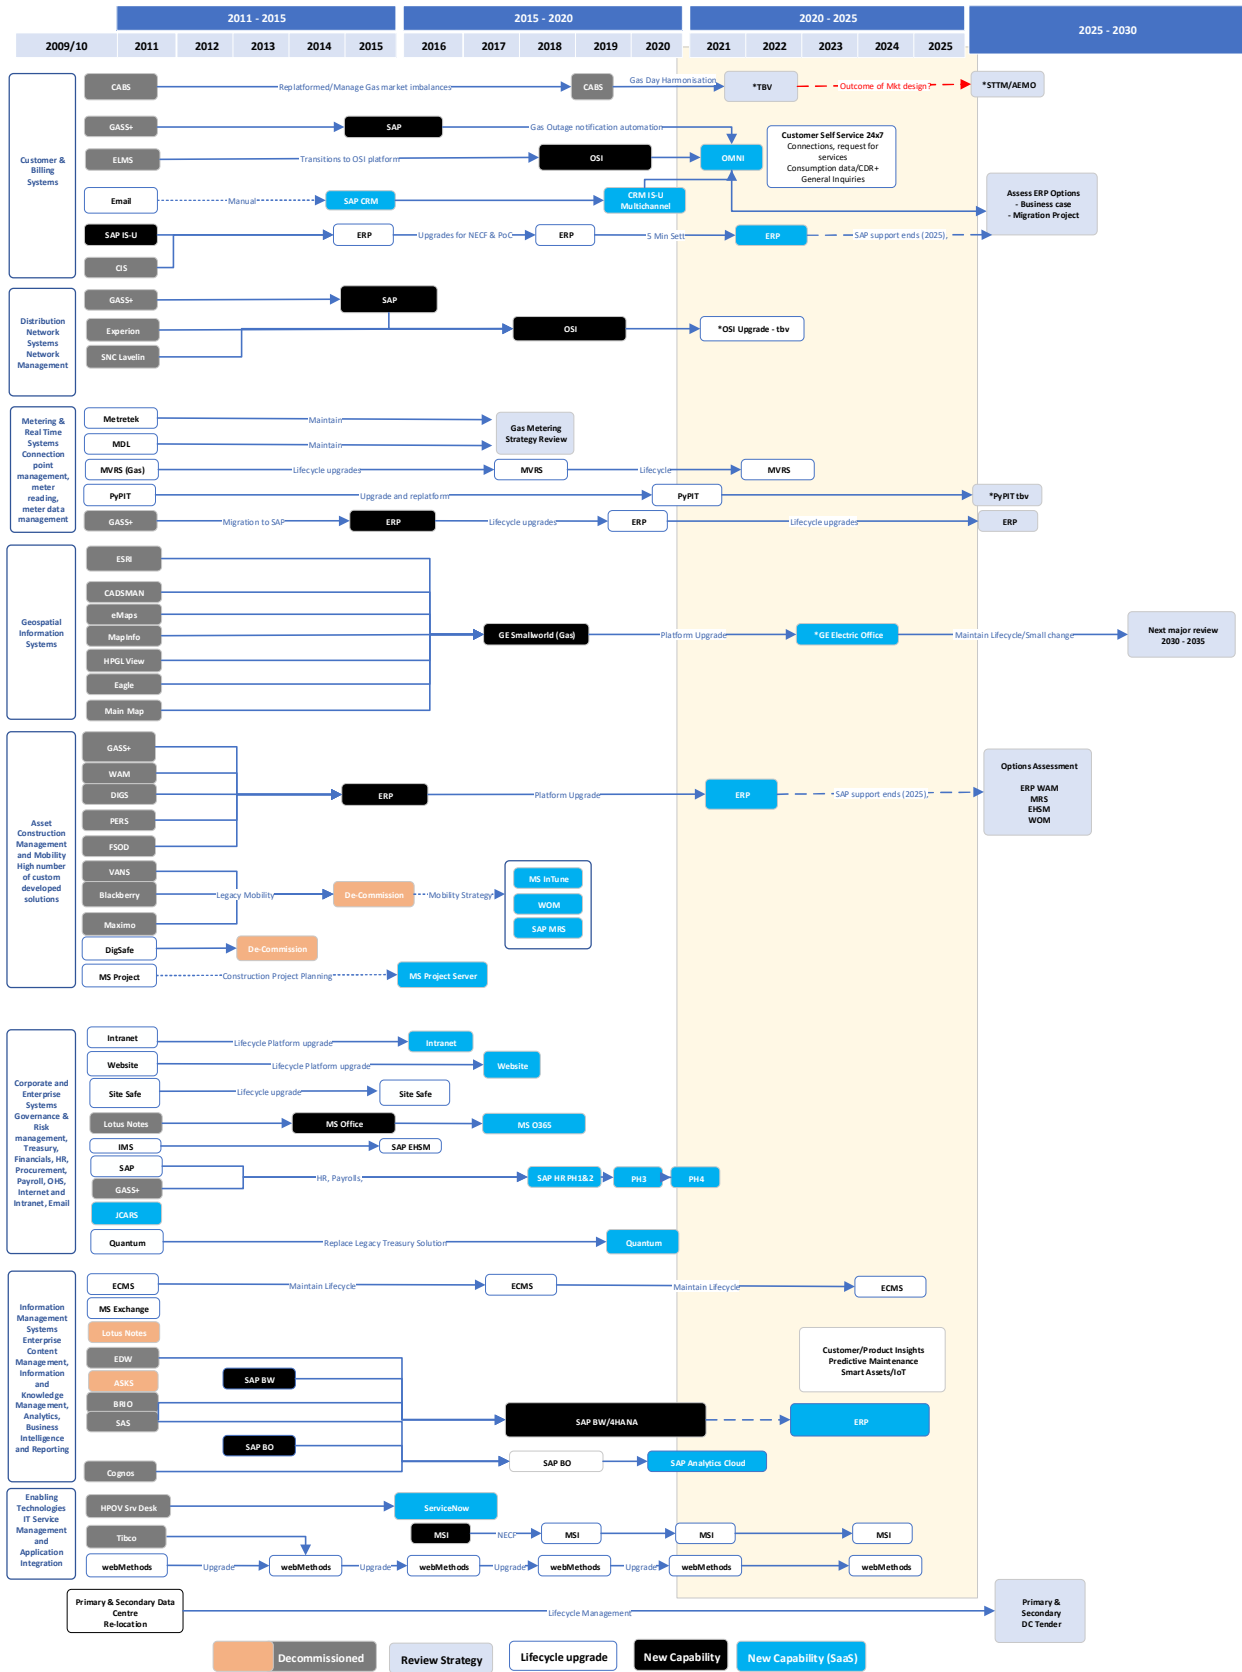 2011 - 2015
2015 - 2020
2020 - 2025
2025 - 2030
2009/10
2011
2012
2013
2014
2015
2016
2017
2018
2019
2020
2021
2022
2023
2024
2025
Customer &
Billing
Systems
CABS
Replatformed/Manage Gas market imbalances
CABS
Gas Day Harmonisation
*TBV
Outcome of Mkt design?
*STTM/AEMO
GASS+
SAP
Gas Outage notification automation
ELMS
Transitions to OSI platform
OSI
OMNI
Customer Self Service 24x7
Connections, request for
services
Consumption data/CDR+
General Inquiries
Email
Manual
SAP CRM
CRM IS-U
Multichannel
Assess ERP Options
- Business case
- Migration Project
SAP IS-U
ERP
Upgrades for NECF & PoC
ERP
5 Min Sett
ERP
SAP support ends (2025),
CIS
Distribution
Network
Systems
Network
Management
GASS+
SAP
Experion
OSI
*OSI Upgrade - tbv
SNC Lavelin
Metering &
Real Time
Systems
Connection
point
management,
meter
reading,
meter data
management
Metretek
Maintain
Gas Metering
Strategy Review
MDL
Maintain
MVRS (Gas)
Lifecycle upgrades
MVRS
Lifecycle
MVRS
PyPIT
Upgrade and replatform
PyPIT
*PyPIT tbv
GASS+
Migration to SAP
ERP
Lifecycle upgrades
ERP
Lifecycle upgrades
ERP
Geospatial
Information
Systems
ESRI
CADSMAN
eMaps
MapInfo
HPGL View
Eagle
Main Map
GE Smallworld (Gas)
Platform Upgrade
*GE Electric Office
Maintain Lifecycle/Small change
Next major review
2030 - 2035
Asset
Construction
Management
and Mobility
High number
of custom
developed
solutions
GASS+
WAM
DIGS
PERS
FSOD
ERP
Platform Upgrade
ERP
SAP support ends (2025),
Options Assessment
ERP WAM
MRS
EHSM
WOM
VANS
Blackberry
Maximo
Legacy Mobility
De-Commission
Mobility Strategy
MS InTune
WOM
SAP MRS
DigSafe
De-Commission
MS Project
Construction Project Planning
MS Project Server
Corporate and
Enterprise
Systems
Governance &
Risk
management,
Treasury,
Financials, HR,
Procurement,
Payroll, OHS,
Internet and
Intranet, Email
Intranet
Lifecycle Platform upgrade
Intranet
Website
Lifecycle Platform upgrade
Website
Site Safe
Lifecycle upgrade
Site Safe
Lotus Notes
MS Office
MS O365
IMS
SAP EHSM
SAP
GASS+
HR, Payrolls,
SAP HR PH1&2
PH3
PH4
JCARS
Quantum
Replace Legacy Treasury Solution
Quantum
Information
Management
Systems
Enterprise
Content
Management,
Information
and
Knowledge
Management,
Analytics,
Business
Intelligence
and Reporting
ECMS
Maintain Lifecycle
ECMS
Maintain Lifecycle
ECMS
MS Exchange
Lotus Notes
EDW
ASKS
BRIO
SAS
Cognos
SAP BW
SAP BO
SAP BW/4HANA
SAP BO
SAP Analytics Cloud
Customer/Product Insights
Predictive Maintenance
Smart Assets/IoT
ERP
Enabling
Technologies
IT Service
Management
and
Application
Integration
HPOV Srv Desk
ServiceNow
Tibco
MSI
NECF
MSI
MSI
MSI
webMethods
Upgrade
webMethods
Upgrade
webMethods
Upgrade
webMethods
Upgrade
webMethods
webMethods
Primary & Secondary Data
Centre
Re-location
Lifecycle Management
Primary &
Secondary
DC Tender
Decommissioned
Review Strategy
Lifecycle upgrade
New Capability
New Capability (SaaS)